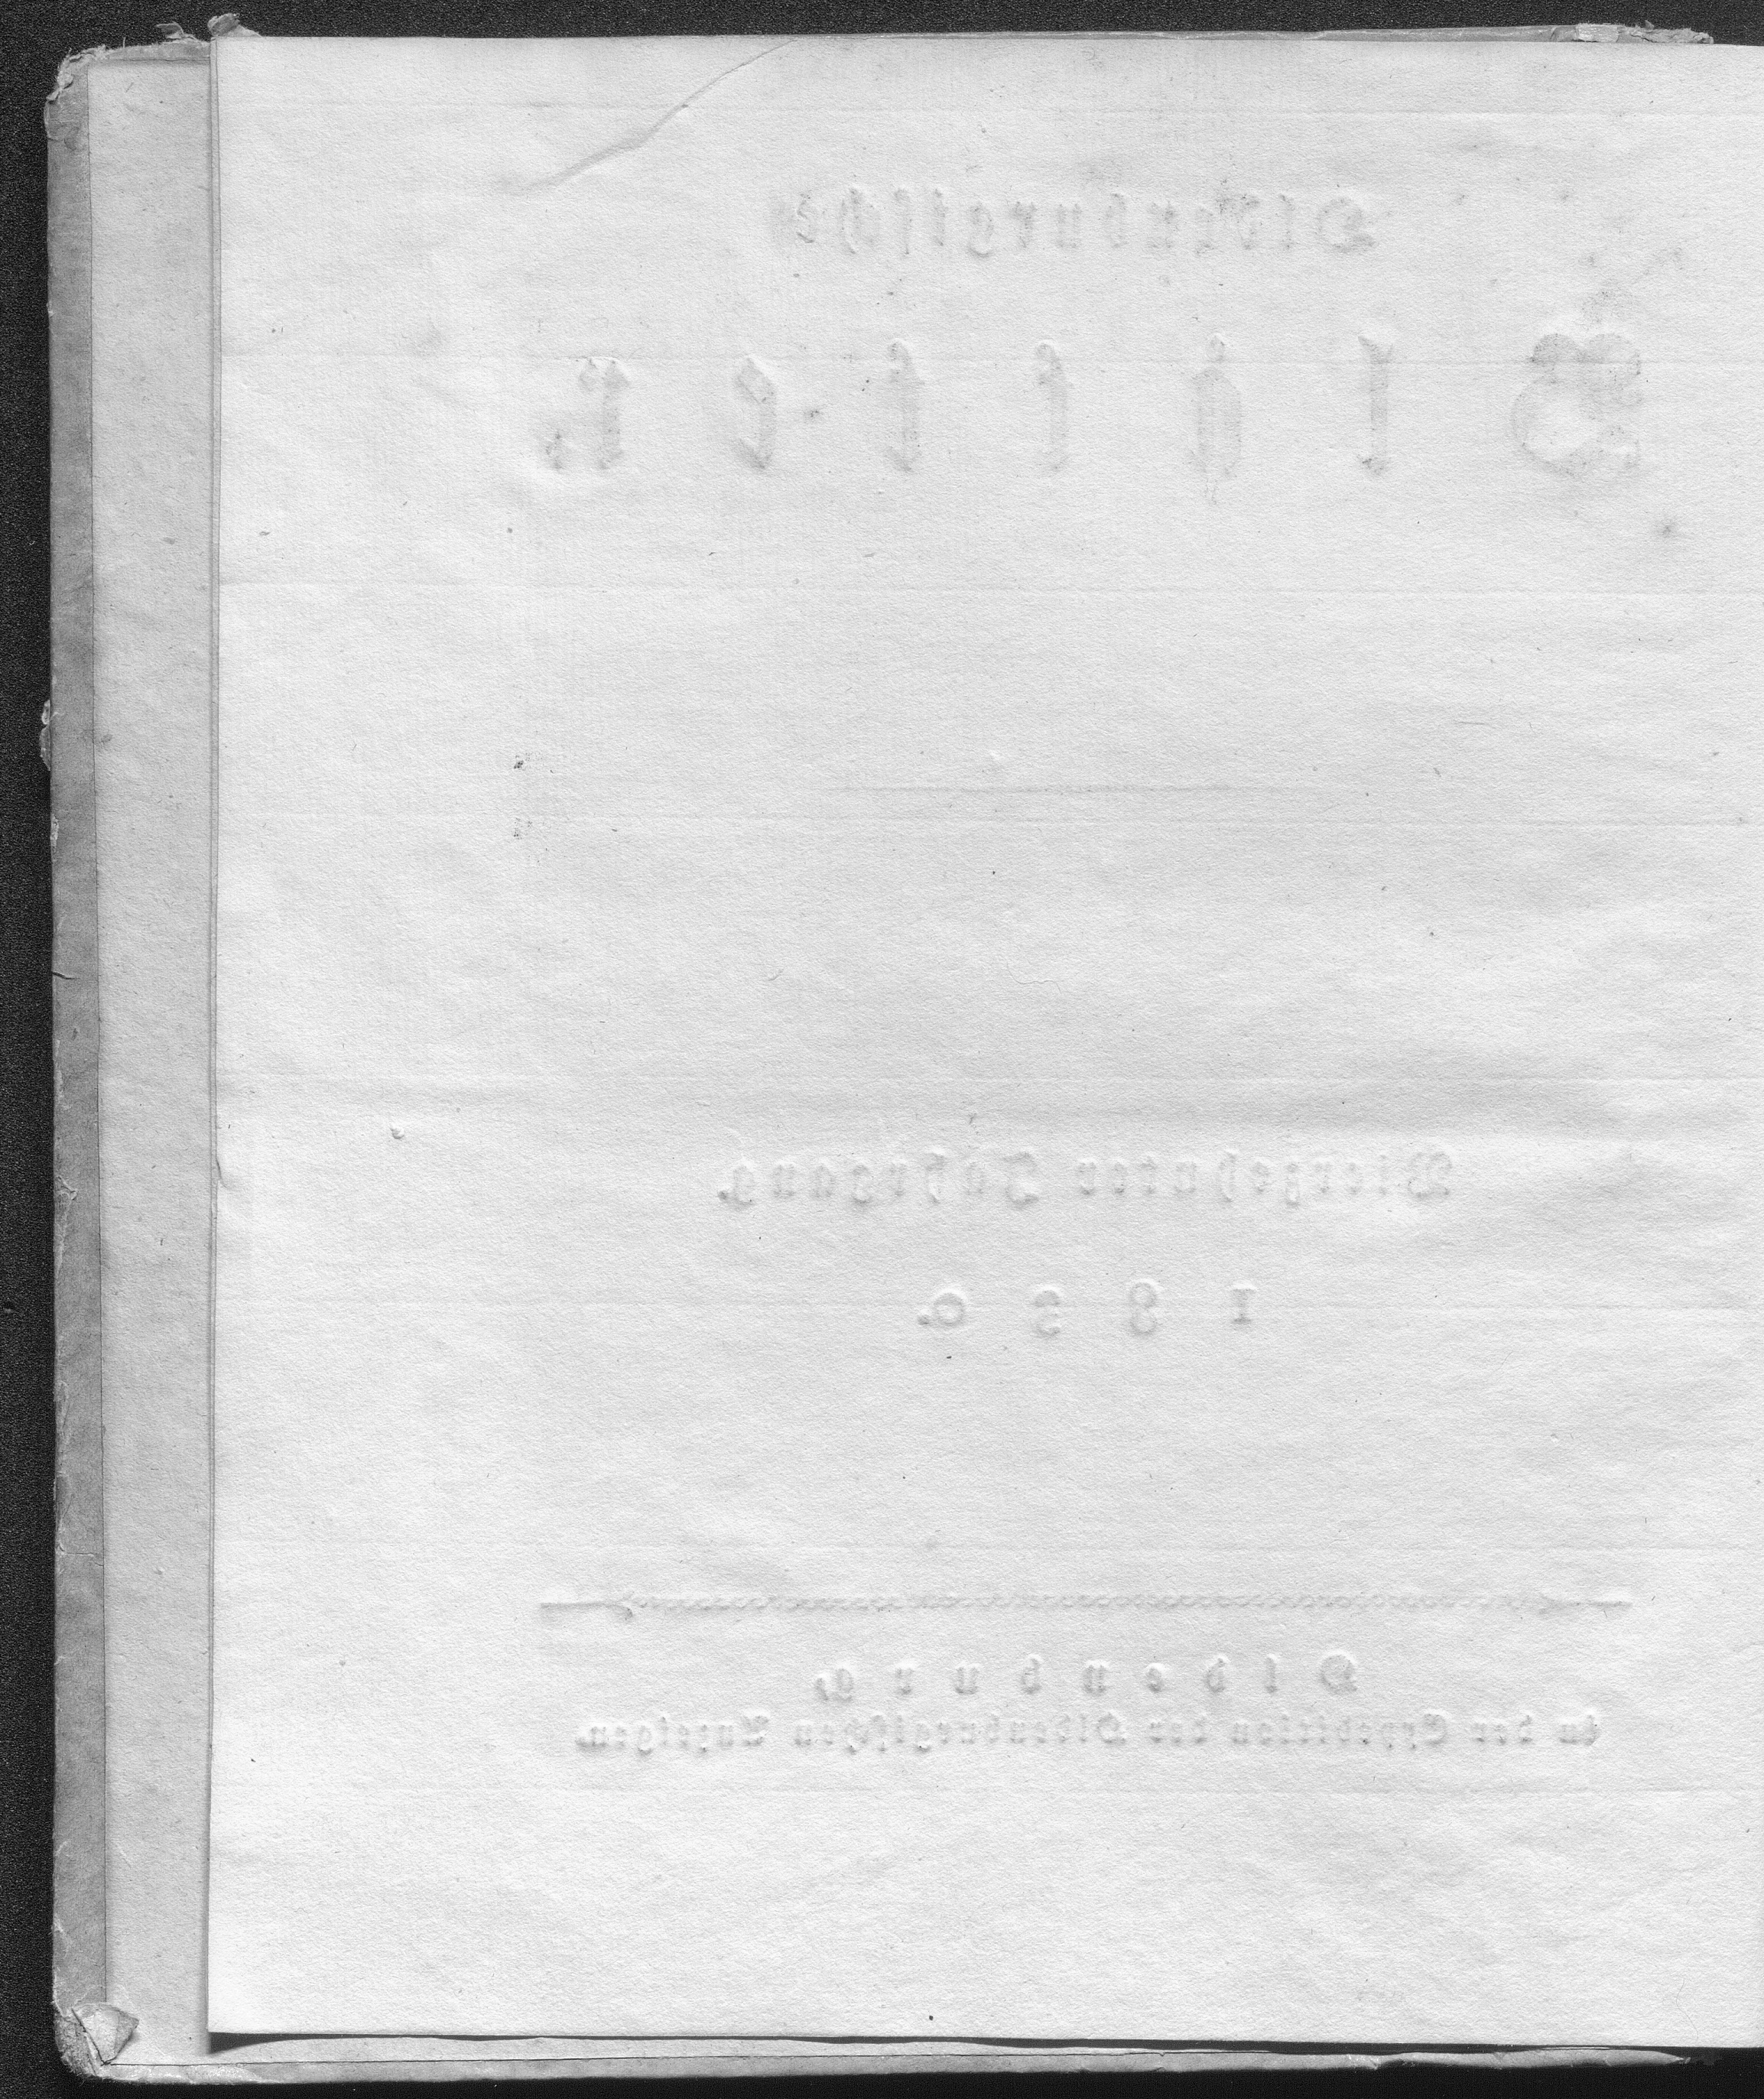 Oldenburgische
Blätter.
Vierzehnter Jahrgang.
1830.
Oldenburg,
in der Expedition der Oldenburgischen Anzeigen.